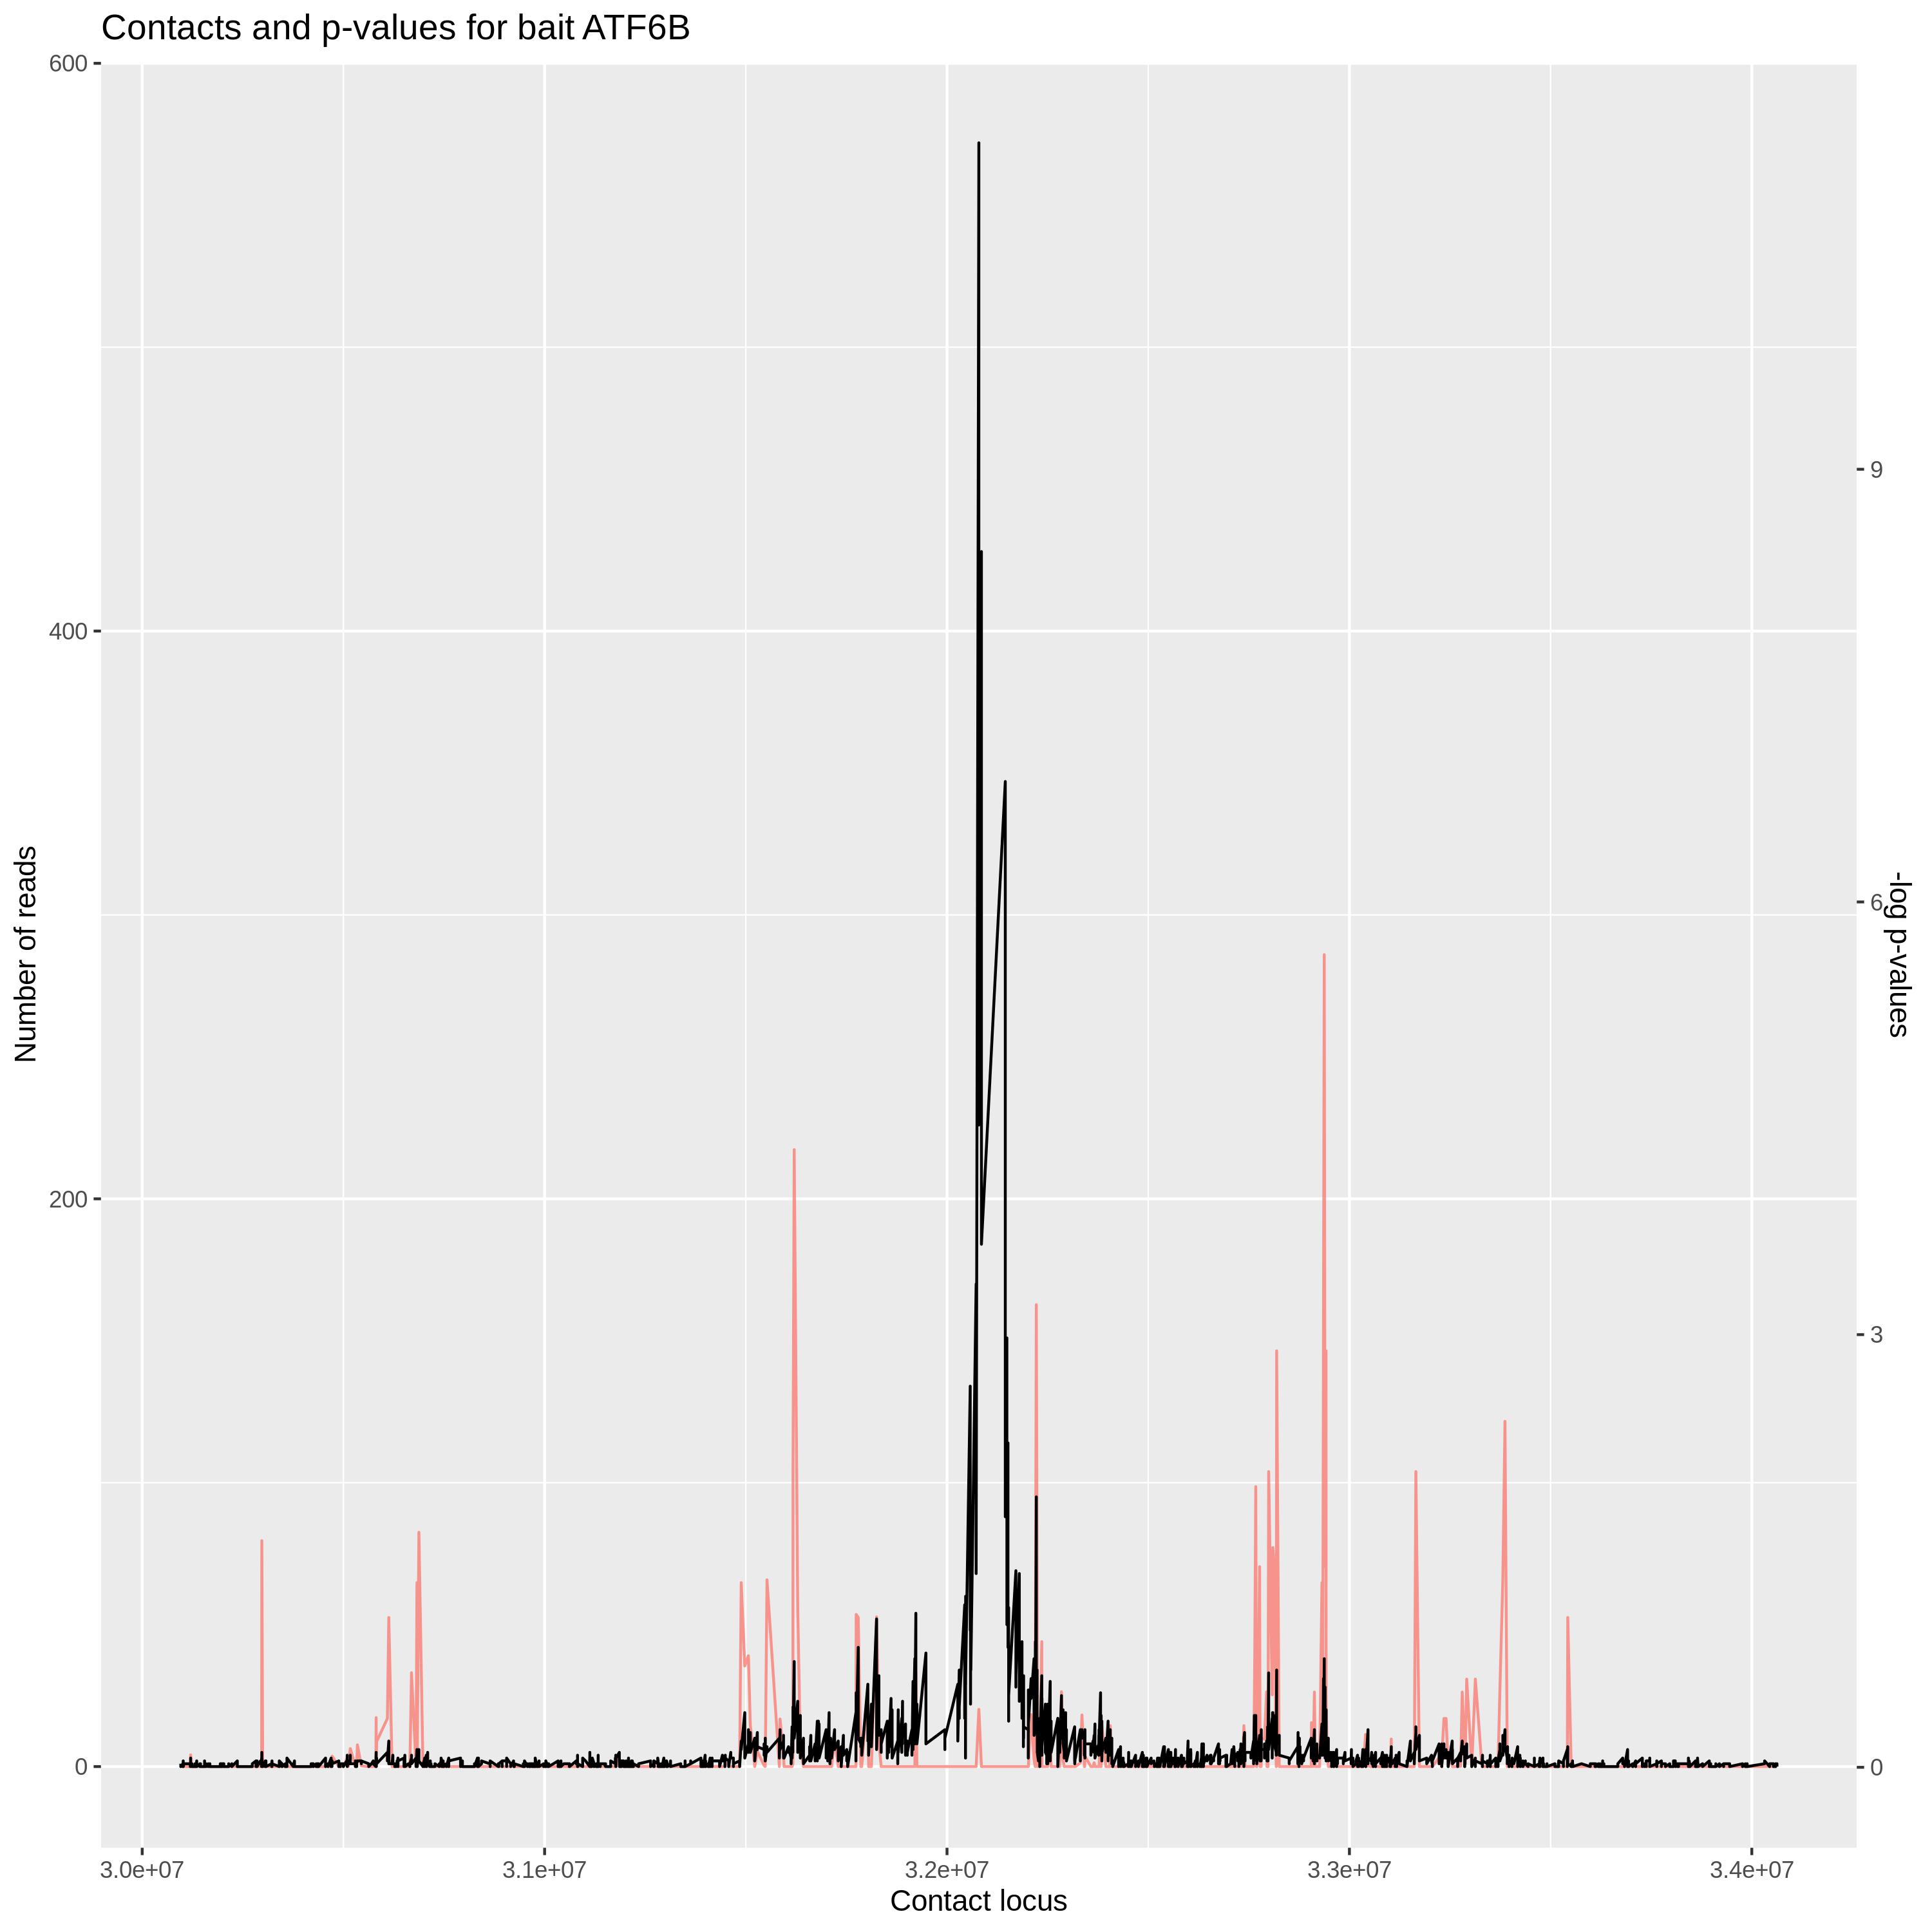 Contacts and p-values for bait ATF6B
600
400
200
0
Number of reads
9
6
3
0
-log p-values
3.0e+07 3.1e+07 3.2e+07 3.3e+07 3.4e+07
Contact locus